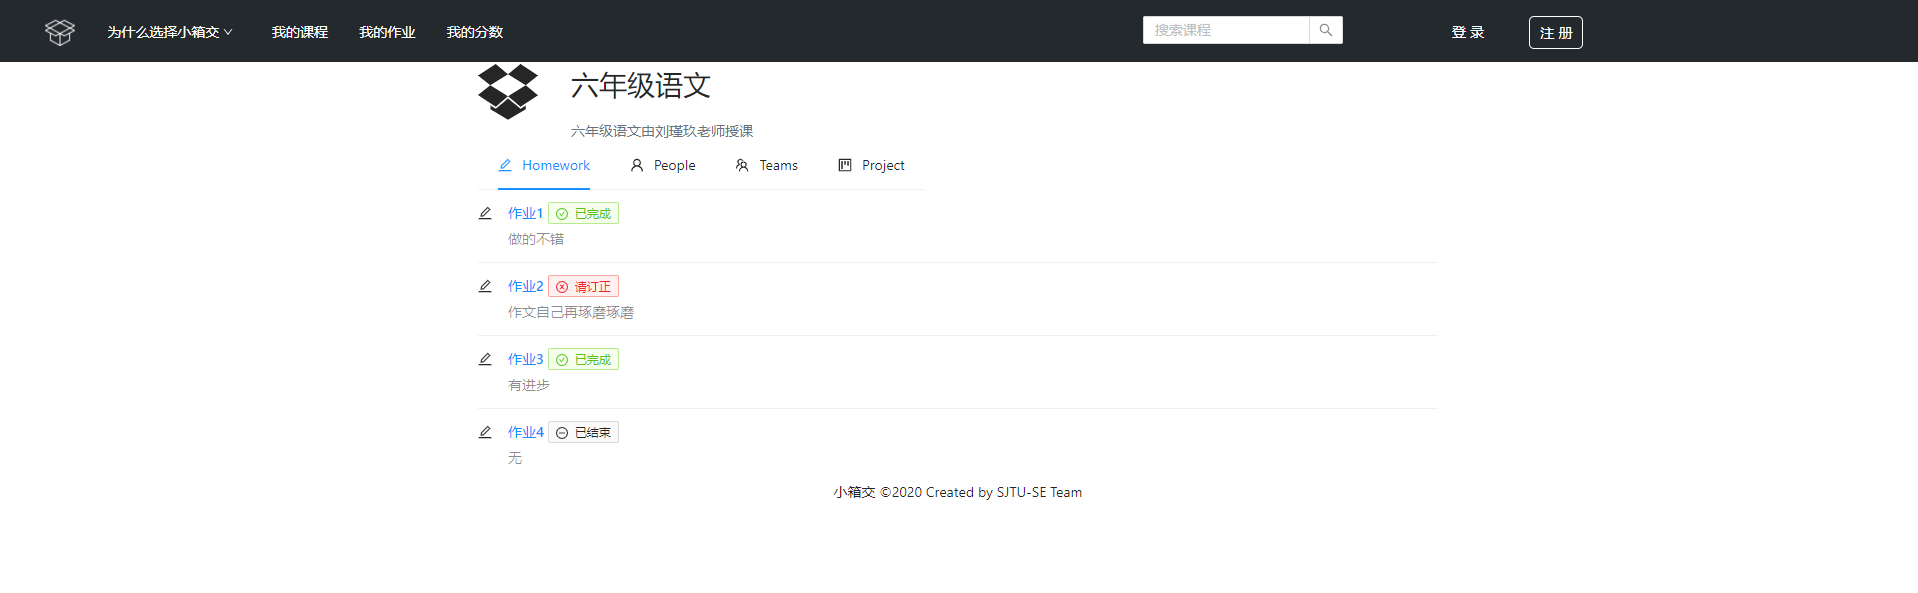 为什么选择小箱交 我的课程 我的作业 我的分数 搜索课程 登 录 注 册
六年级语文
六年级语文由刘瑾玖老师授课
Homework People Teams Project
作业1 已完成
做的不错
作业2 请订正
作文自己再琢磨琢磨
作业3 已完成
有进步
作业4 已结束
无
小箱交 ©2020 Created by SJTU-SE Team